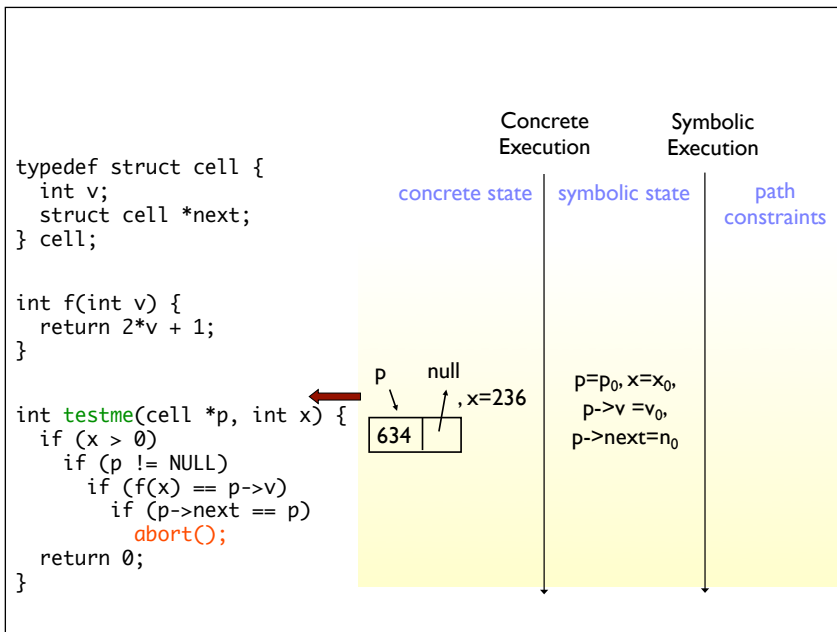 Concrete Execution
Symbolic Execution
concrete state
symbolic state
path constraints
typedef struct cell {
  int v;
  struct cell *next;
} cell;
int f(int v) {
  return 2*v + 1;
}
int testme(cell *p, int x) {
  if (x > 0)
    if (p != NULL)
      if (f(x) == p->v)
        if (p->next == p)
          abort();
  return 0;
}
p
null
634
, x=236
p=p₀, x=x₀,
p->v =v₀,
p->next=n₀